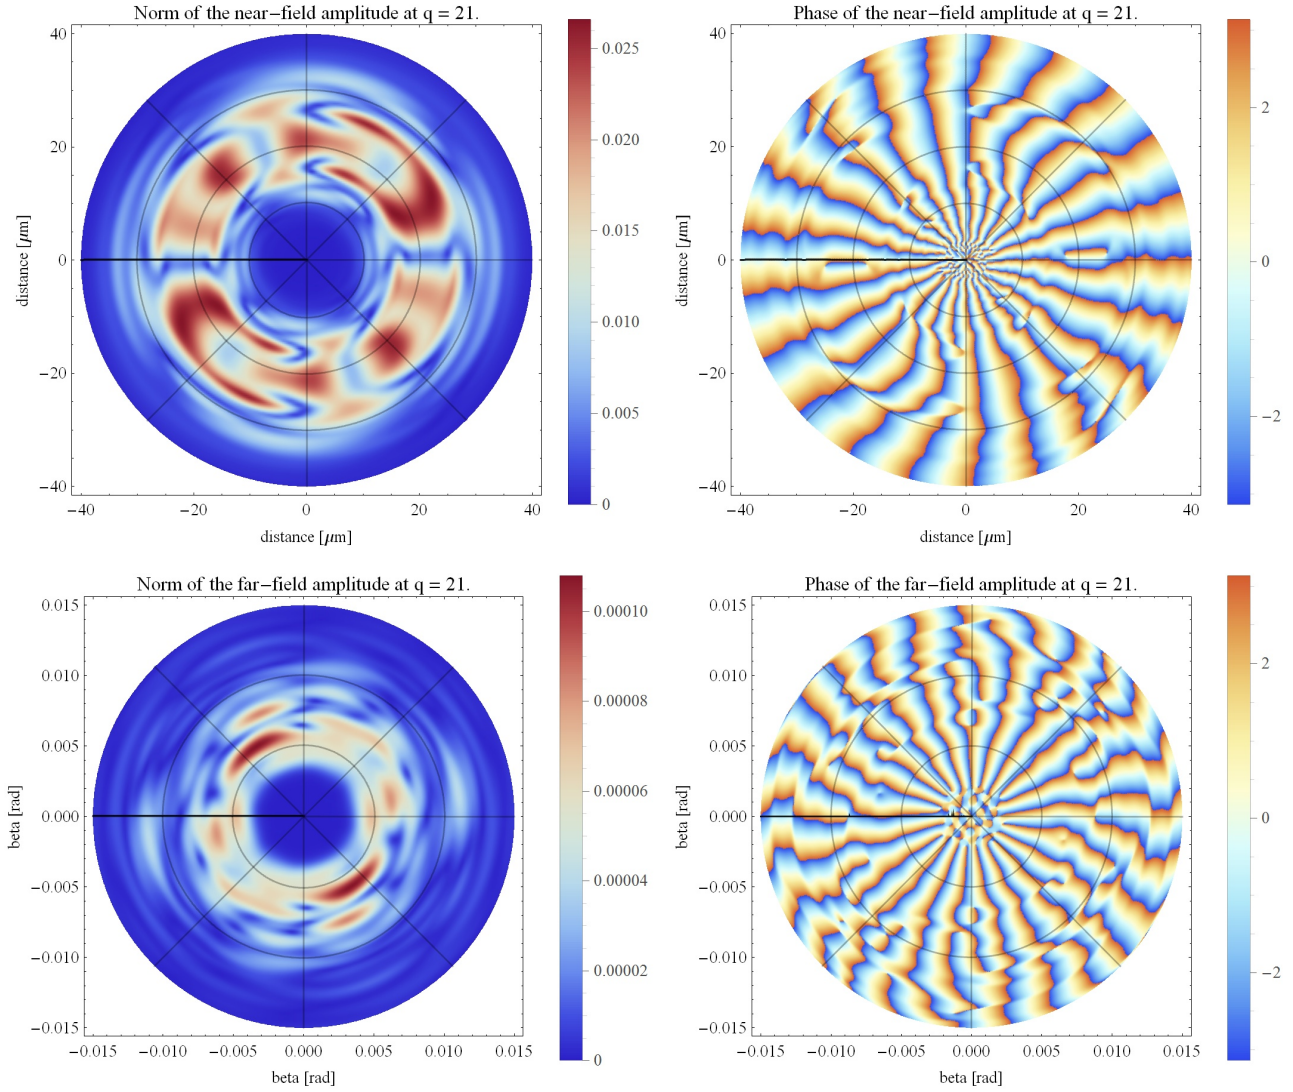 Norm of the near−field amplitude at q = 21.
40
20
0
−20
−40
distance [μm]
−40 −20 0 20 40
distance [μm]
0.025
0.020
0.015
0.010
0.005
0
Phase of the near−field amplitude at q = 21.
40
20
0
−20
−40
distance [μm]
−40 −20 0 20 40
distance [μm]
2
0
−2
Norm of the far−field amplitude at q = 21.
0.015
0.010
0.005
0.000
−0.005
−0.010
−0.015
beta [rad]
−0.015 −0.010 −0.005 0.000 0.005 0.010 0.015
beta [rad]
0.00010
0.00008
0.00006
0.00004
0.00002
0
Phase of the far−field amplitude at q = 21.
0.015
0.010
0.005
0.000
−0.005
−0.010
−0.015
beta [rad]
−0.015 −0.010 −0.005 0.000 0.005 0.010 0.015
beta [rad]
2
0
−2